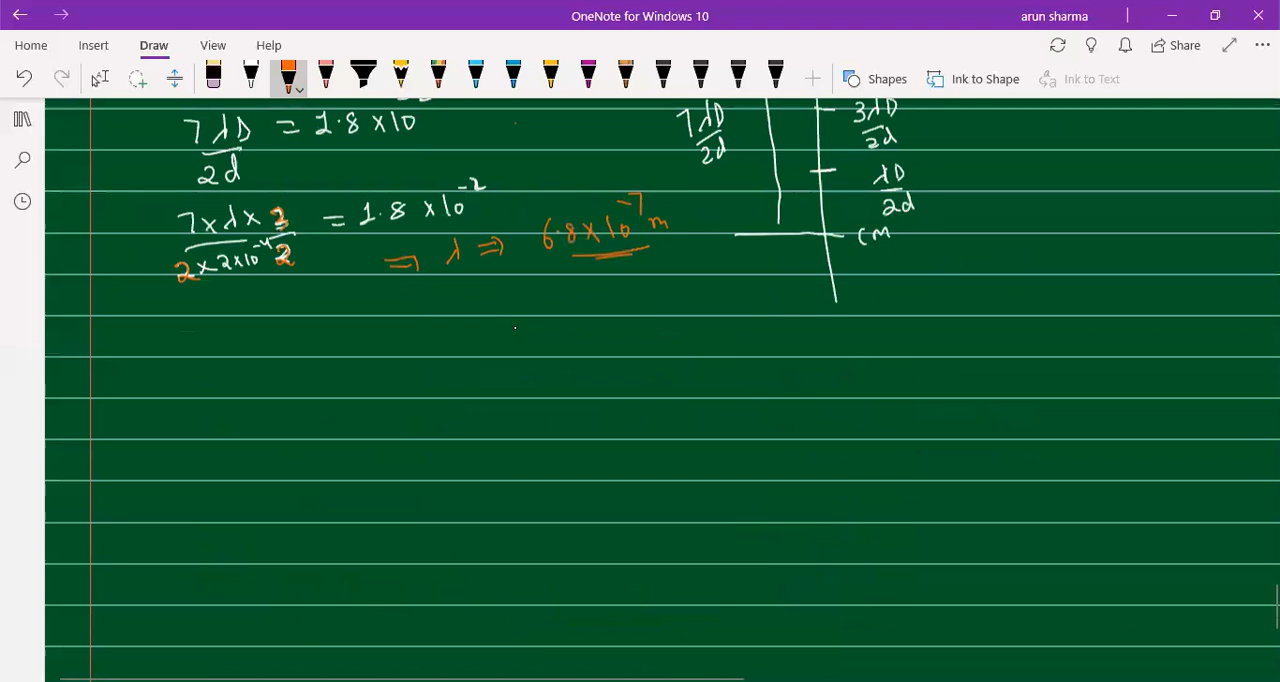 OneNote for Windows 10
arun sharma
Home Insert Draw View Help
Share
Shapes
Ink to Shape
Ink to Text
7λD/2d = 1.8 × 10
7 × λ × / 2 × 2×10⁻⁴ = 1.8 × 10⁻²
⇒ λ ⇒ 6.8 × 10⁻⁷ m
7λD/2d
3λD/2d
λD/2d
CM